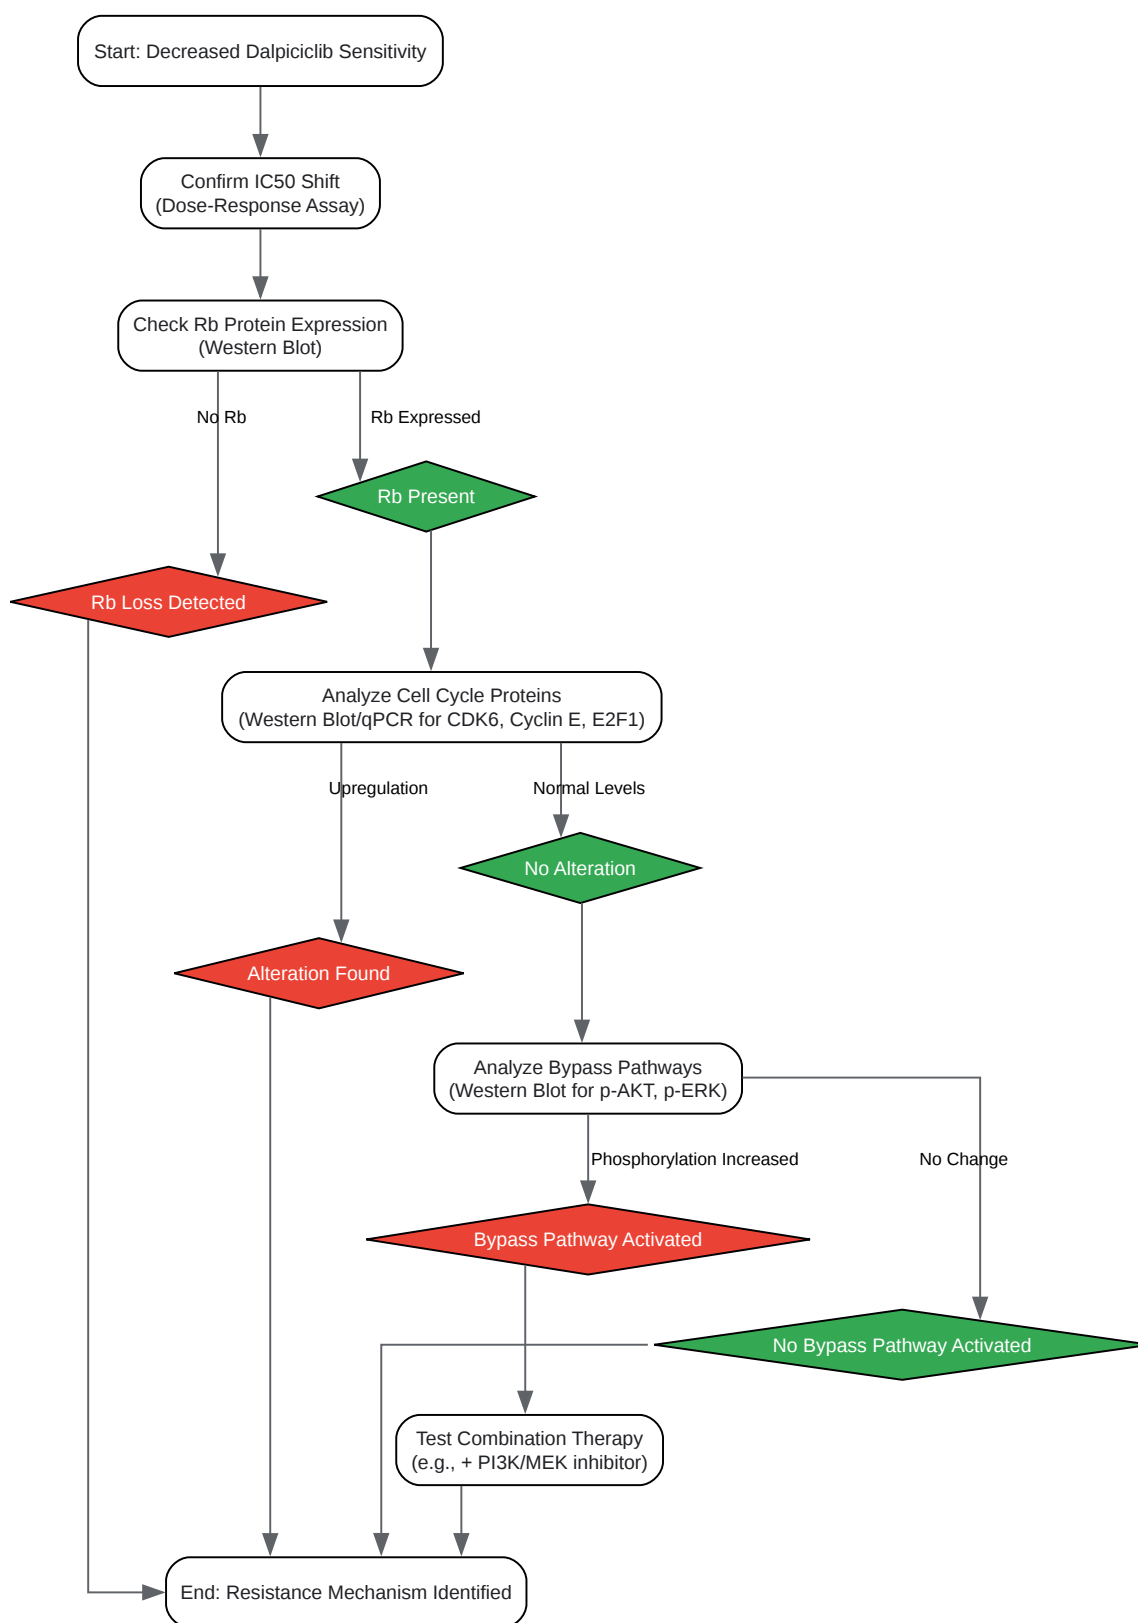 Start: Decreased Dalpiciclib Sensitivity
Confirm IC50 Shift
(Dose-Response Assay)
Check Rb Protein Expression
(Western Blot)
No Rb
Rb Expressed
Rb Present
Rb Loss Detected
Analyze Cell Cycle Proteins
(Western Blot/qPCR for CDK6, Cyclin E, E2F1)
Upregulation
Normal Levels
No Alteration
Alteration Found
Analyze Bypass Pathways
(Western Blot for p-AKT, p-ERK)
Phosphorylation Increased
No Change
Bypass Pathway Activated
No Bypass Pathway Activated
Test Combination Therapy
(e.g., + PI3K/MEK inhibitor)
End: Resistance Mechanism Identified